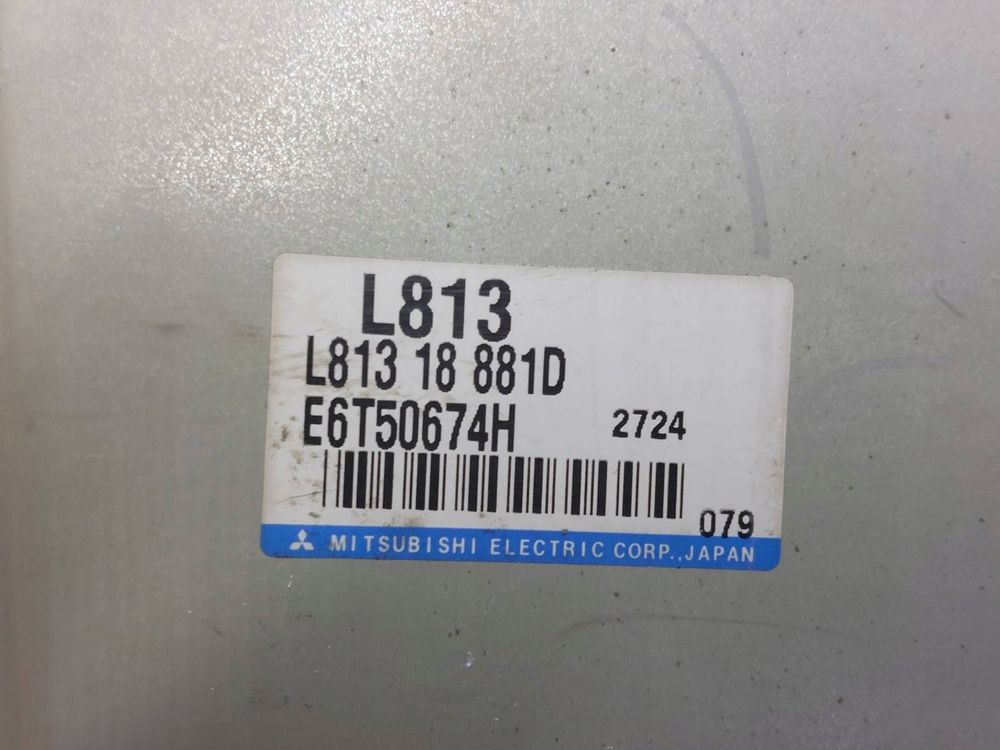 L813
L813 18 881D
E6T50674H 2724
079
MITSUBISHI ELECTRIC CORP.,JAPAN